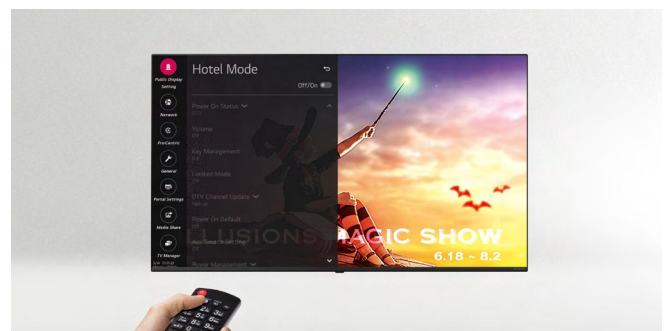 Public Display
Setting
Network
ProCentric
General
Portal Settings
Media Share
TV Manager
Hotel Mode
Off/On
Power On Status
Volume
Key Management
Locked Mode
DTV Channel Update
Power On Default
Power Management
ILLUSIONS MAGIC SHOW
6.18 ~ 8.2